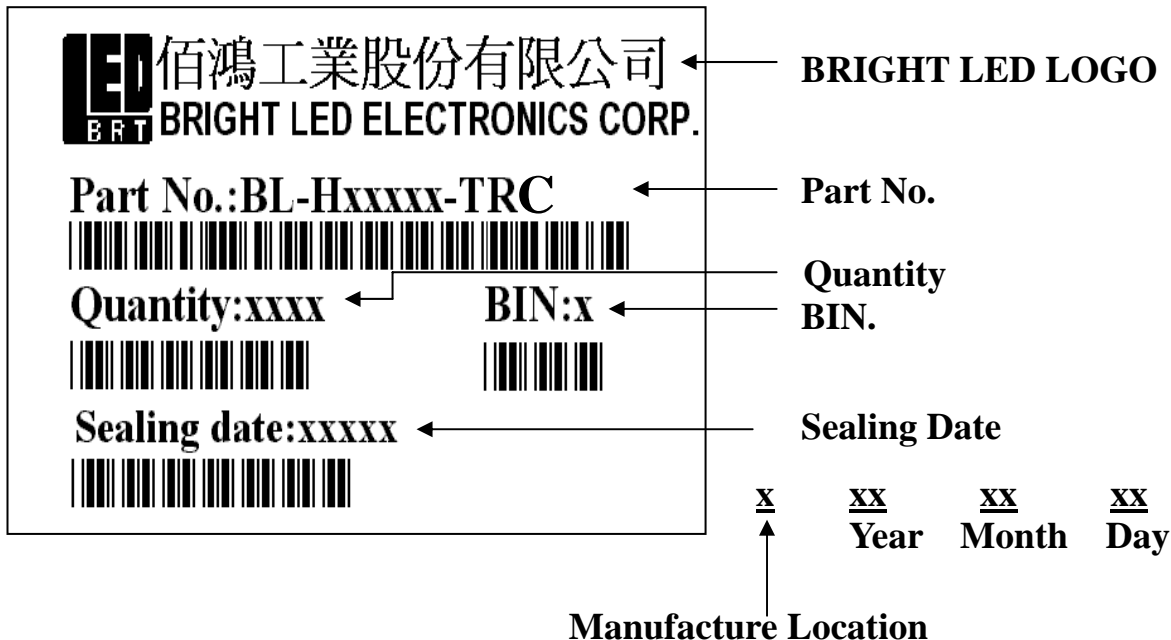 LED 佰鴻工業股份有限公司
BRT BRIGHT LED ELECTRONICS CORP.
BRIGHT LED LOGO
Part No.:BL-Hxxxxx-TRC
Part No.
Quantity:xxxx
BIN:x
Quantity
BIN.
Sealing date:xxxxx
Sealing Date
x xx xx xx
Year Month Day
Manufacture Location